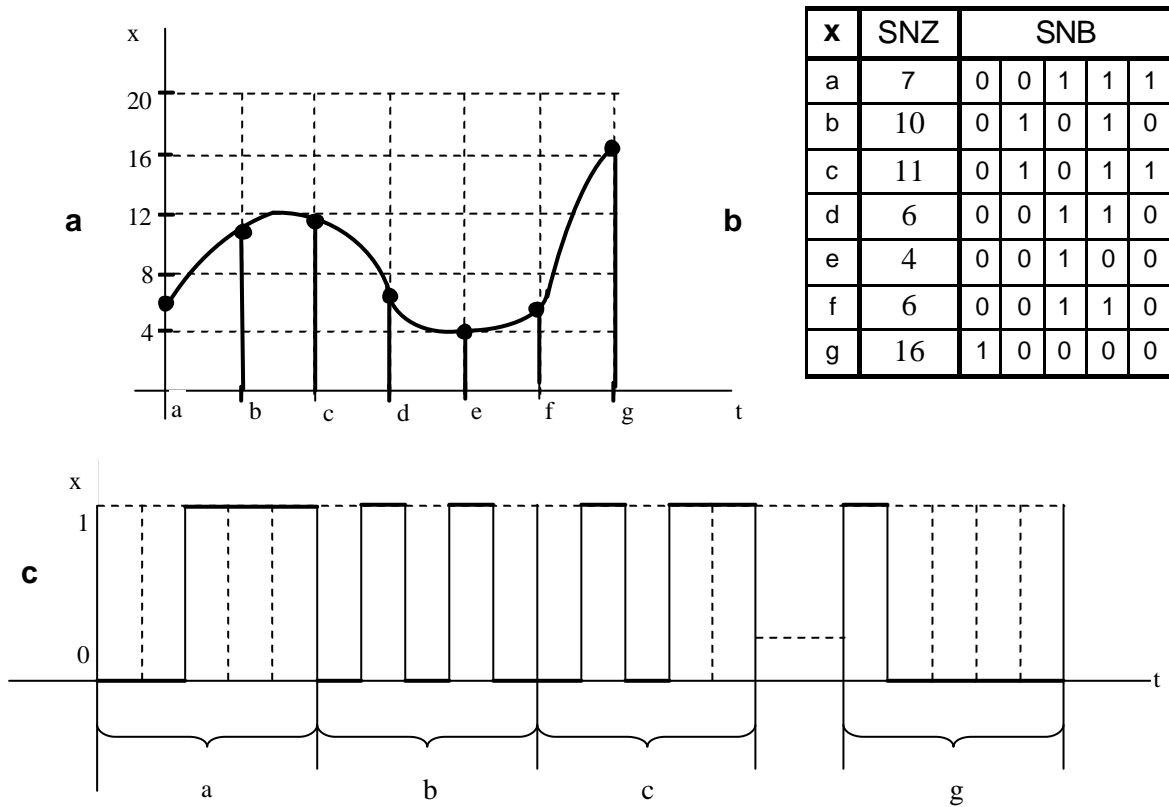 x
20
16
12
8
4
a
a b c d e f g t
b
x SNZ SNB
a 7 0 0 1 1 1
b 10 0 1 0 1 0
c 11 0 1 0 1 1
d 6 0 0 1 1 0
e 4 0 0 1 0 0
f 6 0 0 1 1 0
g 16 1 0 0 0 0
x
1
c
0
t
a b c g